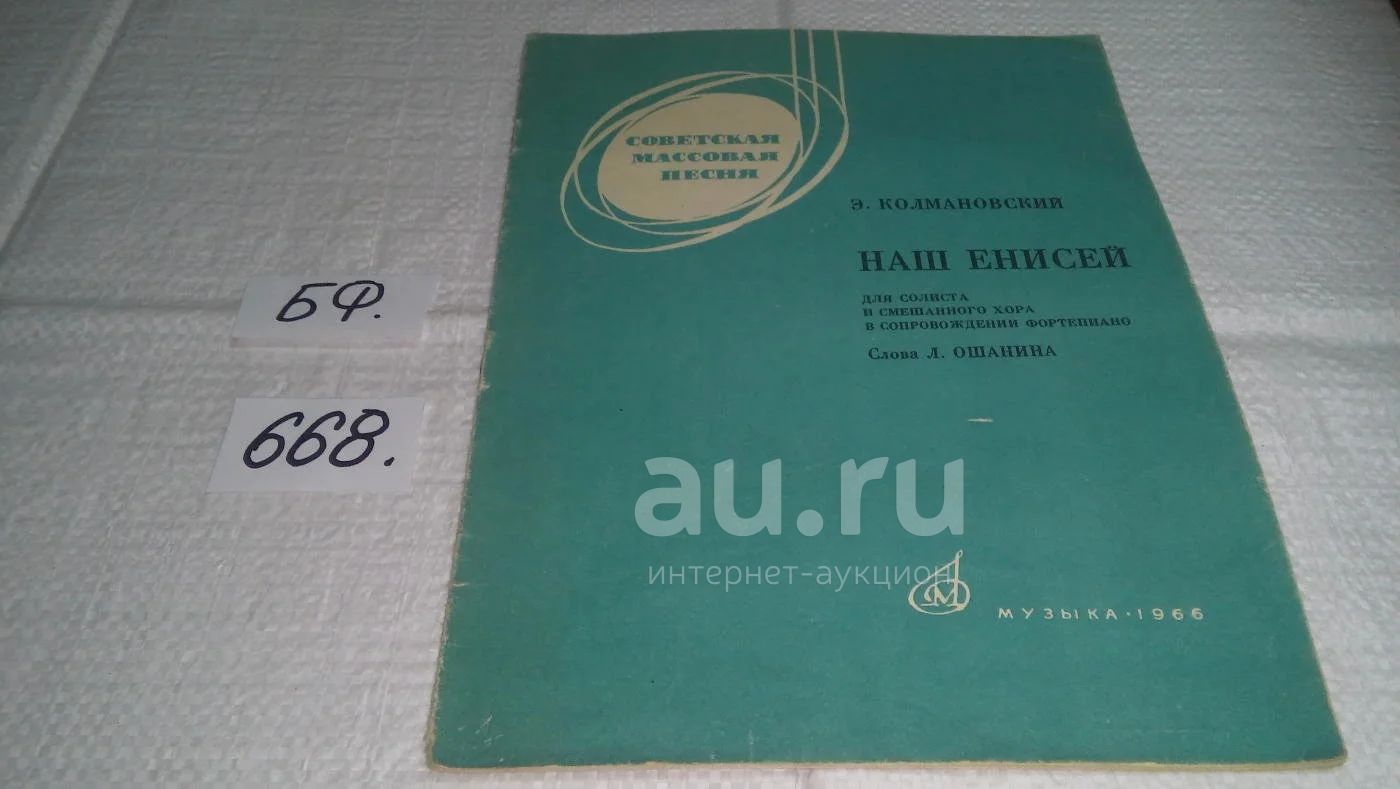 СОВЕТСКАЯ
МАССОВАЯ
ПЕСНЯ
Э. КОЛМАНОВСКИЙ
НАШ ЕНИСЕЙ
ДЛЯ СОЛИСТА
И СМЕШАННОГО ХОРА
В СОПРОВОЖДЕНИИ ФОРТЕПИАНО
Слова Л. ОШАНИНА
БФ.
668.
au.ru
интернет-аукцион
М
МУЗЫКА · 1966